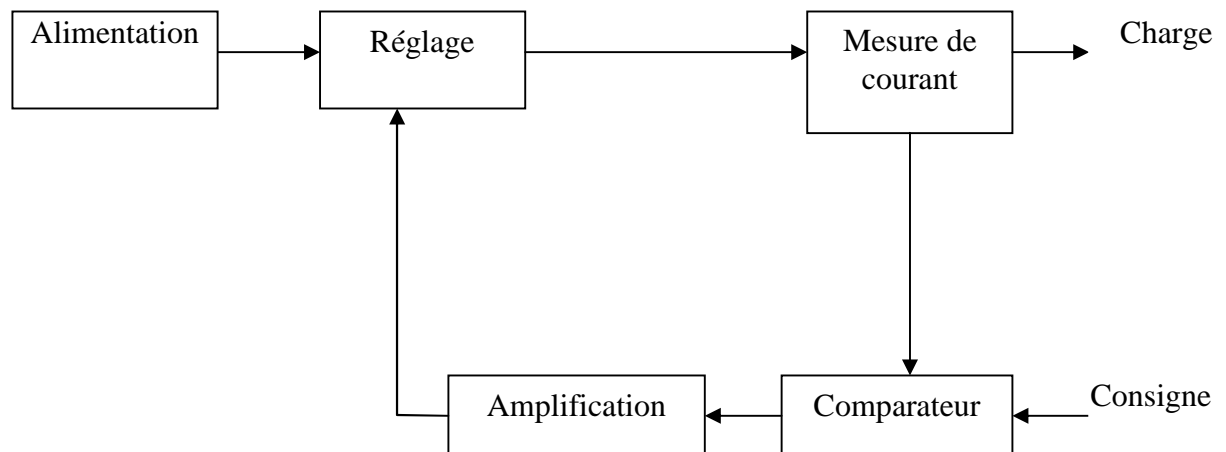 Alimentation
Réglage
Mesure de
courant
Charge
Amplification
Comparateur
Consigne